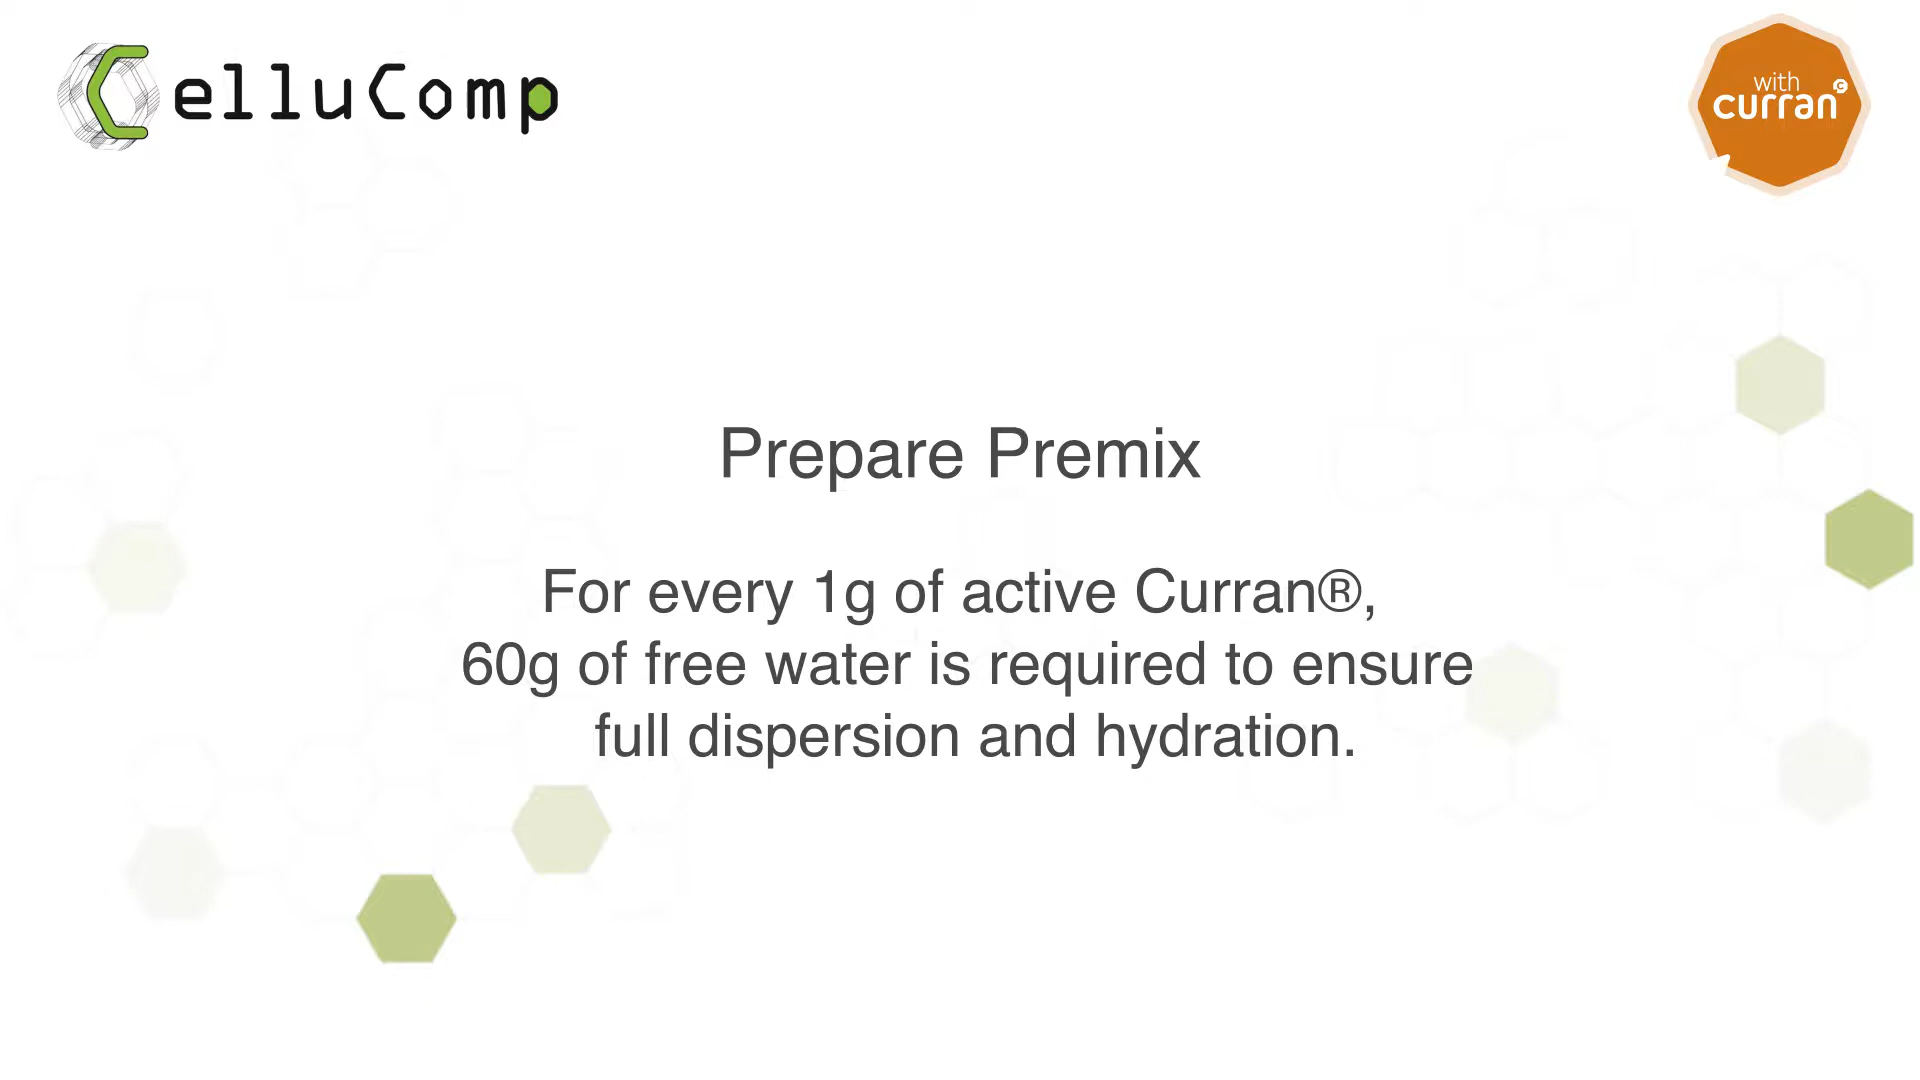 CelluComp
with
curran
Prepare Premix
For every 1g of active Curran®,
60g of free water is required to ensure
full dispersion and hydration.